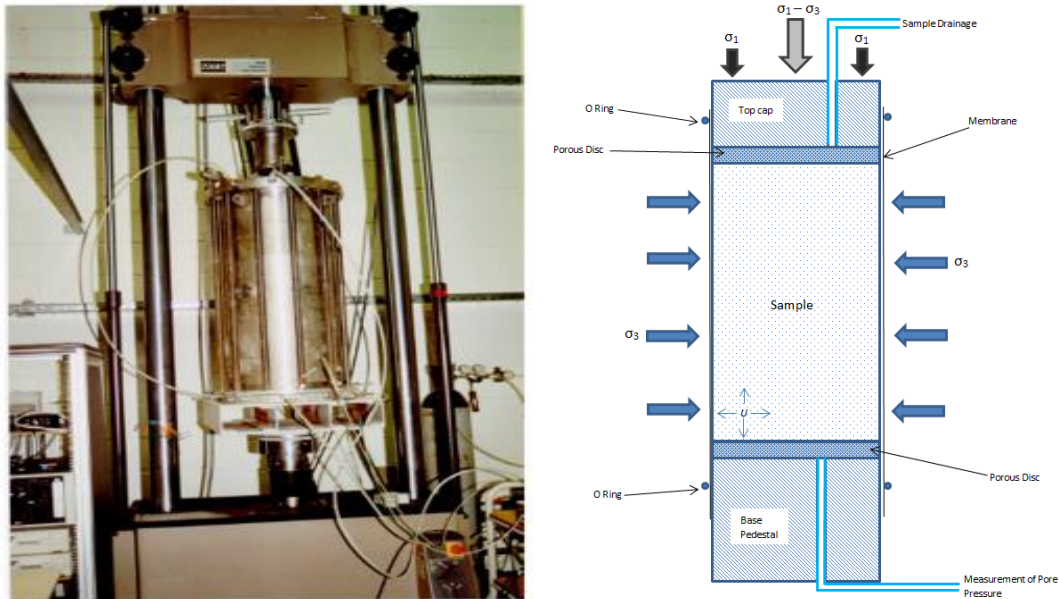 σ1 – σ3
Sample Drainage
σ1
σ1
O Ring
Top cap
Membrane
Porous Disc
σ3
Sample
σ3
u
Porous Disc
O Ring
Base
Pedestal
Measurement of Pore
Pressure